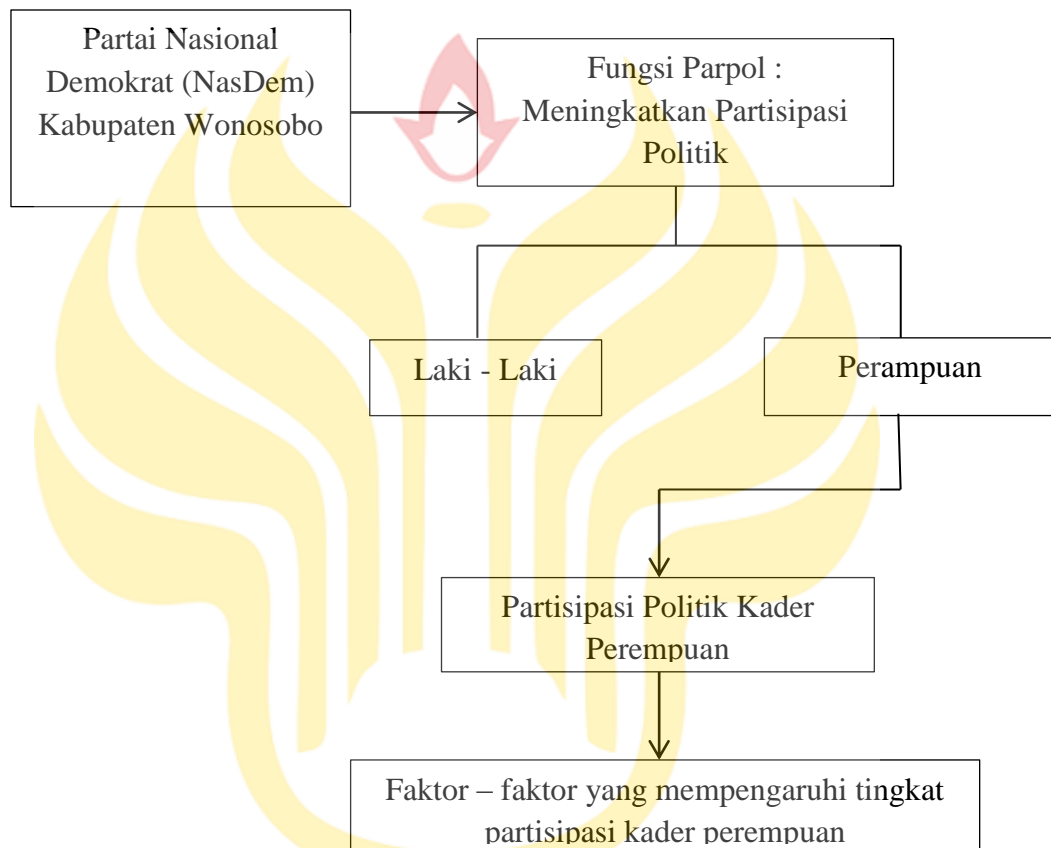 Partai Nasional
Demokrat (NasDem)
Kabupaten Wonosobo
Fungsi Parpol :
Meningkatkan Partisipasi
Politik
Laki - Laki
Perampuan
Partisipasi Politik Kader
Perempuan
Faktor – faktor yang mempengaruhi tingkat
partisipasi kader perempuan